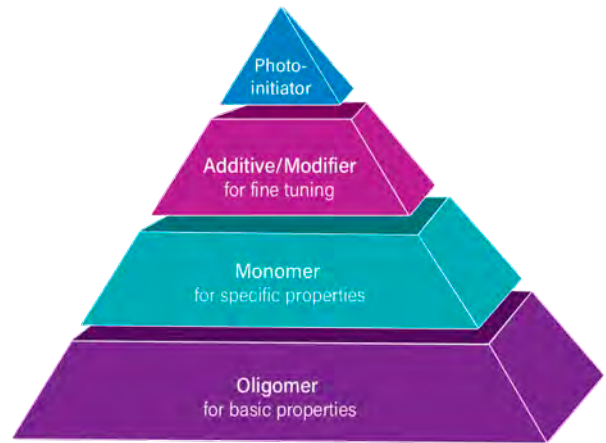 Photo-
initiator
Additive/Modifier
for fine tuning
Monomer
for specific properties
Oligomer
for basic properties